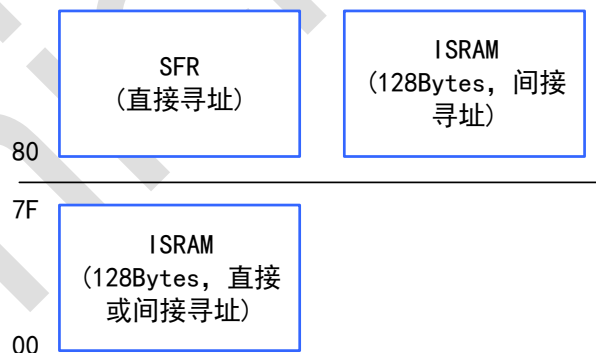 SFR
(直接寻址)
ISRAM
(128Bytes, 间接
寻址)
80
7F
ISRAM
(128Bytes, 直接
或间接寻址)
00